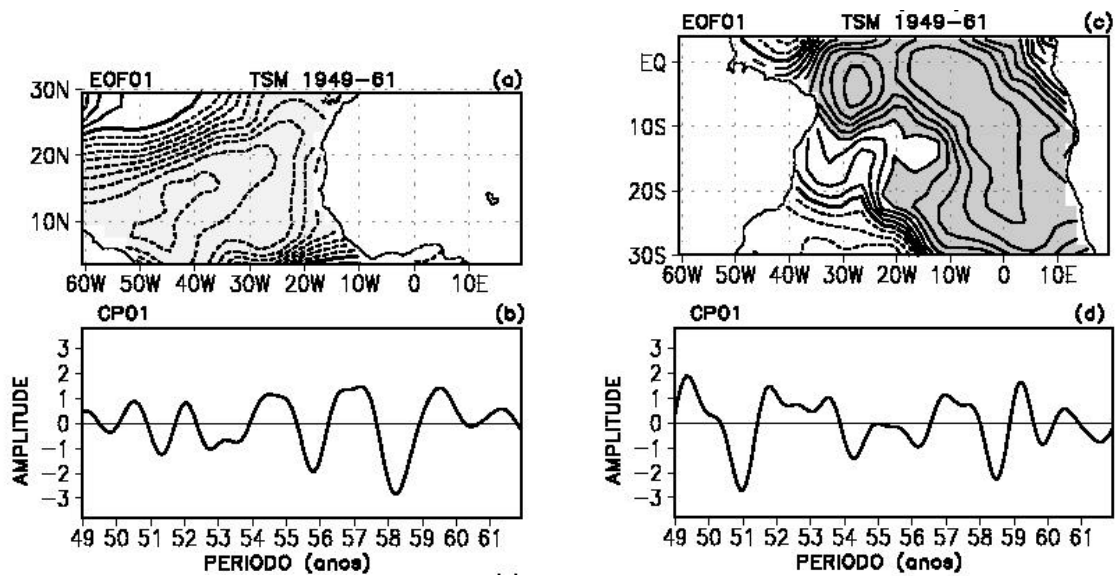 EOF01 TSM 1949-61 (a)
30N
20N
10N
60W 50W 40W 30W 20W 10W 0 10E
CP01 (b)
AMPLITUDE
3
2
1
0
-1
-2
-3
49 50 51 52 53 54 55 56 57 58 59 60 61
PERIODO (anos)
EOF01 TSM 1949-61 (c)
EQ
10S
20S
30S
60W 50W 40W 30W 20W 10W 0 10E
CP01 (d)
AMPLITUDE
3
2
1
0
-1
-2
-3
49 50 51 52 53 54 55 56 57 58 59 60 61
PERIODO (anos)